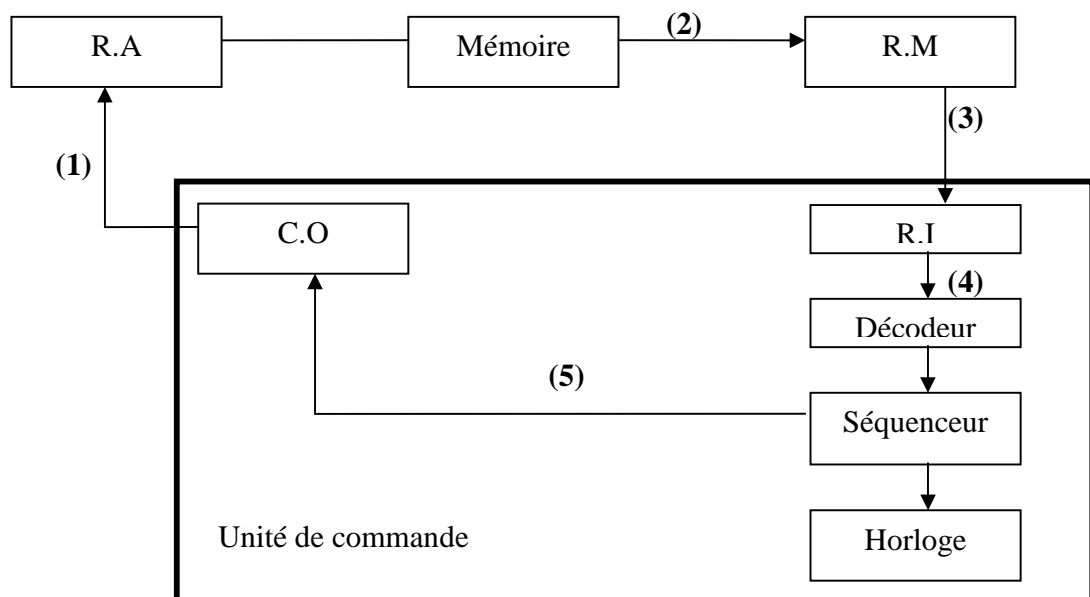 R.A
Mémoire
(2)
R.M
(1)
(3)
C.O
R.I
(4)
Décodeur
(5)
Séquenceur
Unité de commande
Horloge